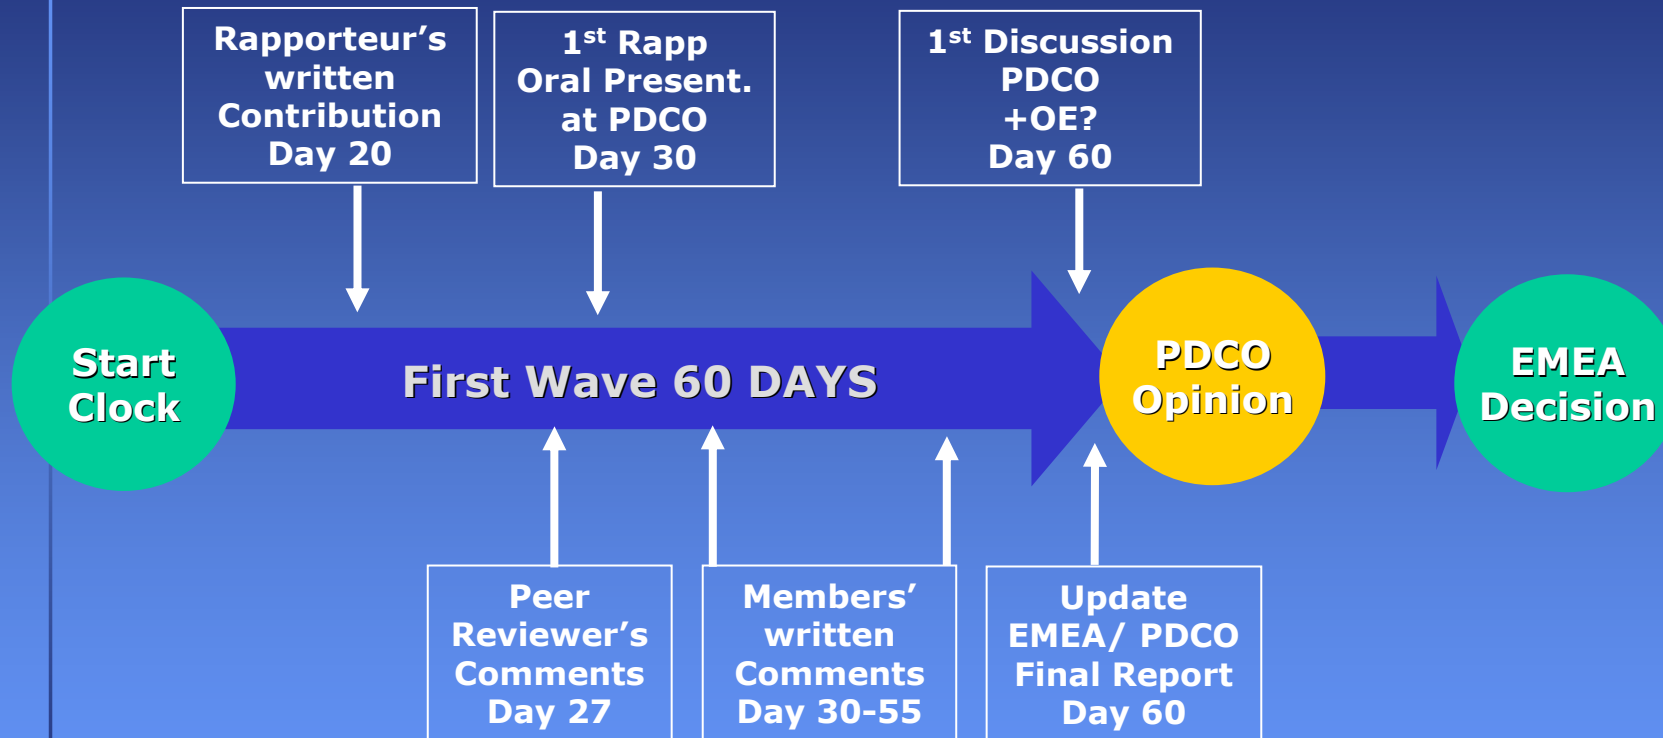 Rapporteur’s
written
Contribution
Day 20
1st Rapp
Oral Present.
at PDCO
Day 30
1st Discussion
PDCO
+OE?
Day 60
Start
Clock
First Wave 60 DAYS
PDCO
Opinion
EMEA
Decision
Peer
Reviewer’s
Comments
Day 27
Members’
written
Comments
Day 30–55
Update
EMEA/ PDCO
Final Report
Day 60